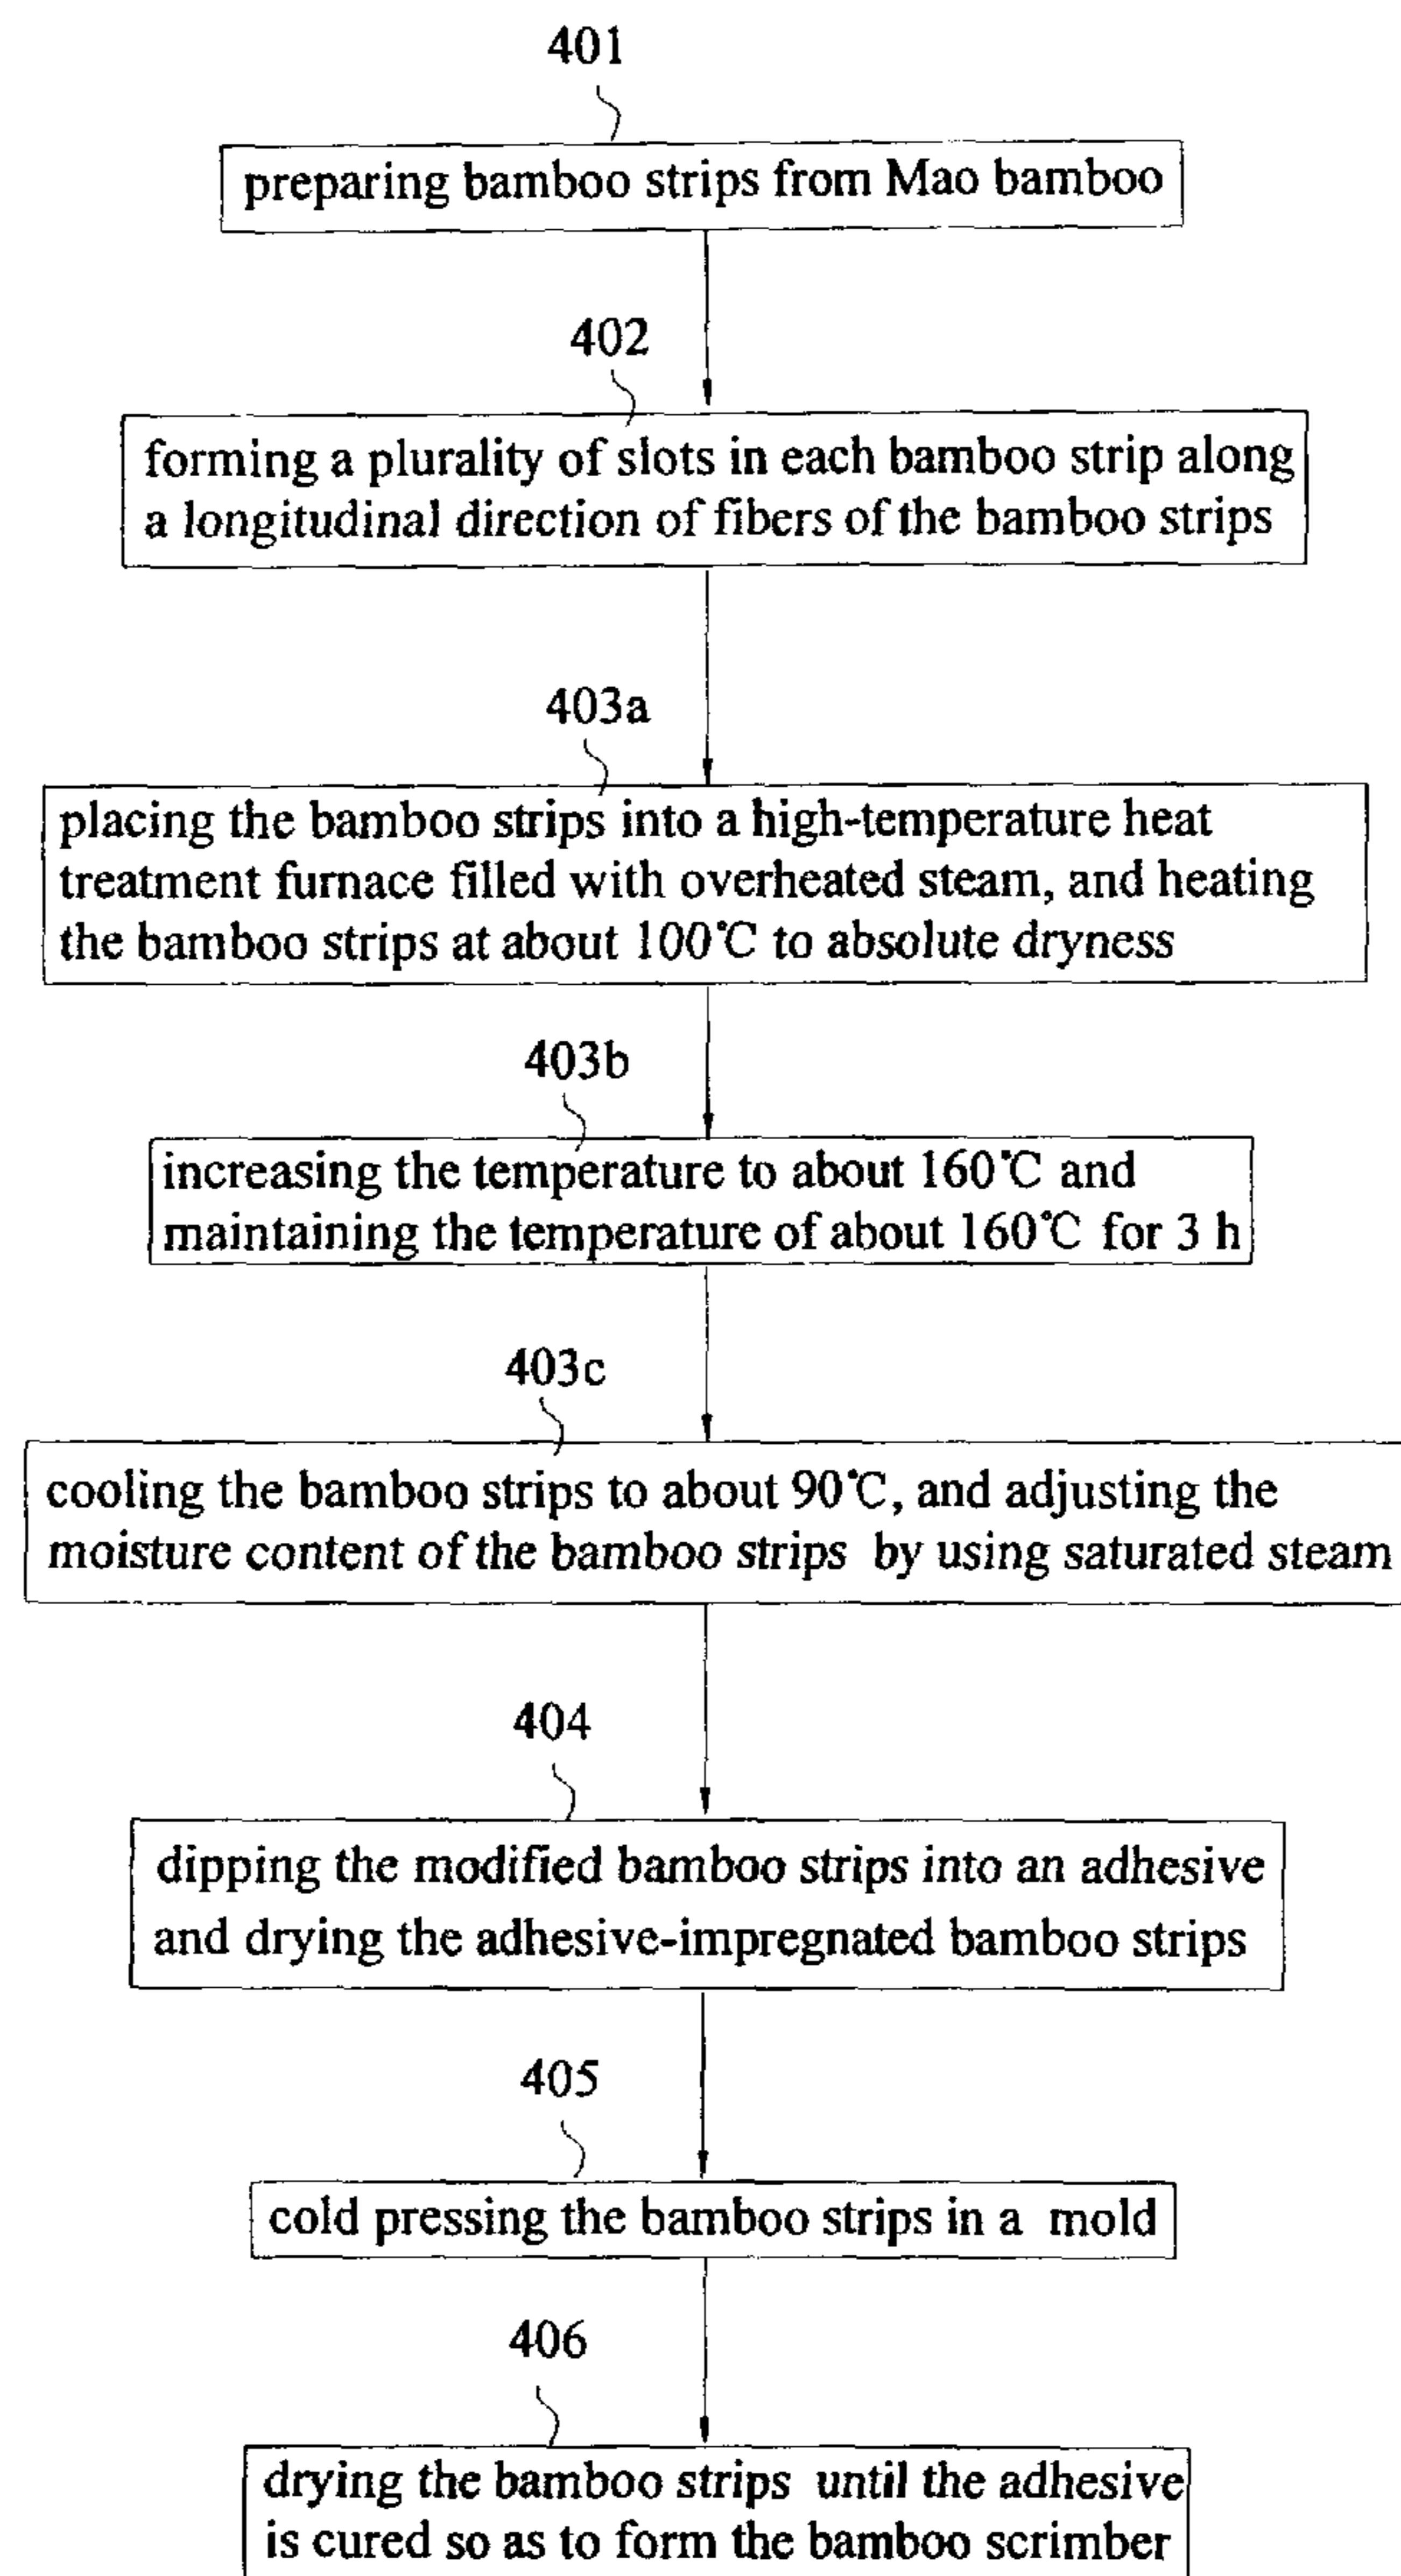 401
preparing bamboo strips from Mao bamboo
402
forming a plurality of slots in each bamboo strip along
a longitudinal direction of fibers of the bamboo strips
403a
placing the bamboo strips into a high-temperature heat
treatment furnace filled with overheated steam, and heating
the bamboo strips at about 100℃ to absolute dryness
403b
increasing the temperature to about 160℃ and
maintaining the temperature of about 160℃ for 3 h
403c
cooling the bamboo strips to about 90℃, and adjusting the
moisture content of the bamboo strips by using saturated steam
404
dipping the modified bamboo strips into an adhesive
and drying the adhesive-impregnated bamboo strips
405
cold pressing the bamboo strips in a mold
406
drying the bamboo strips until the adhesive
is cured so as to form the bamboo scrimber